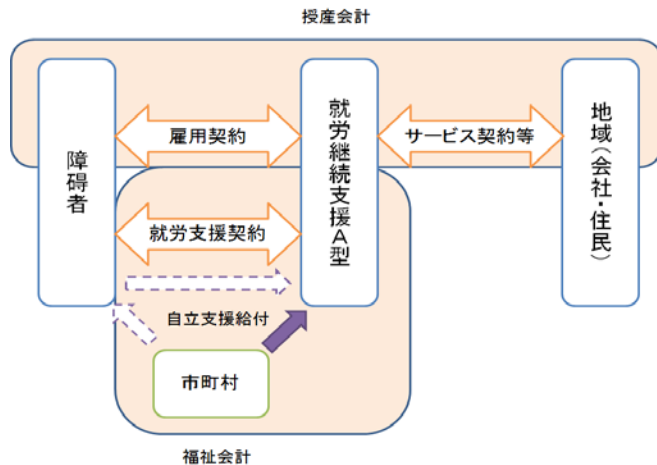 授産会計
障碍者
雇用契約
就労継続支援A型
サービス契約等
地域(会社・住民)
就労支援契約
自立支援給付
市町村
福祉会計